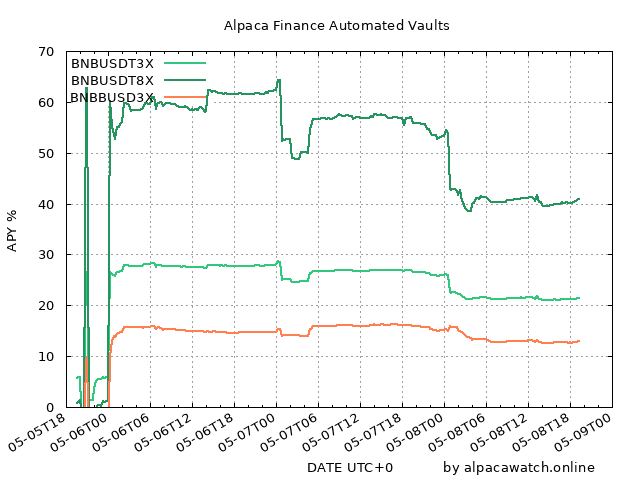 Alpaca Finance Automated Vaults
70
60
50
40
30
20
10
0
APY %
BNBUSDT3X
BNBUSDT8X
BNBBUSD3X
05-05T18
05-06T00
05-06T06
05-06T12
05-06T18
05-07T00
05-07T06
05-07T12
05-07T18
05-08T00
05-08T06
05-08T12
05-08T18
05-09T00
DATE UTC+0
by alpacawatch.online